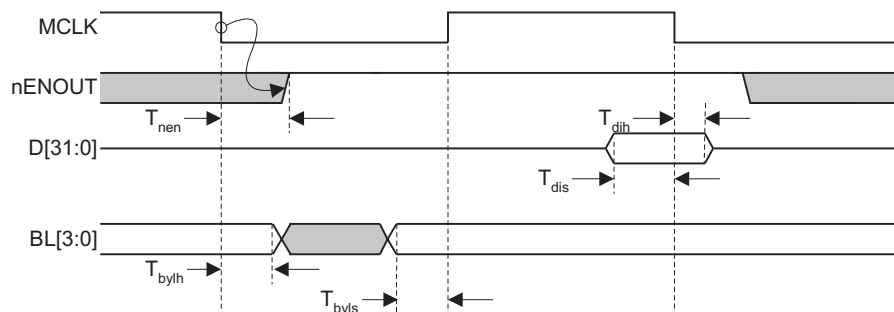 MCLK
nENOUT
T_nen
T_dih
D[31:0]
T_dis
BL[3:0]
T_bylh
T_byls